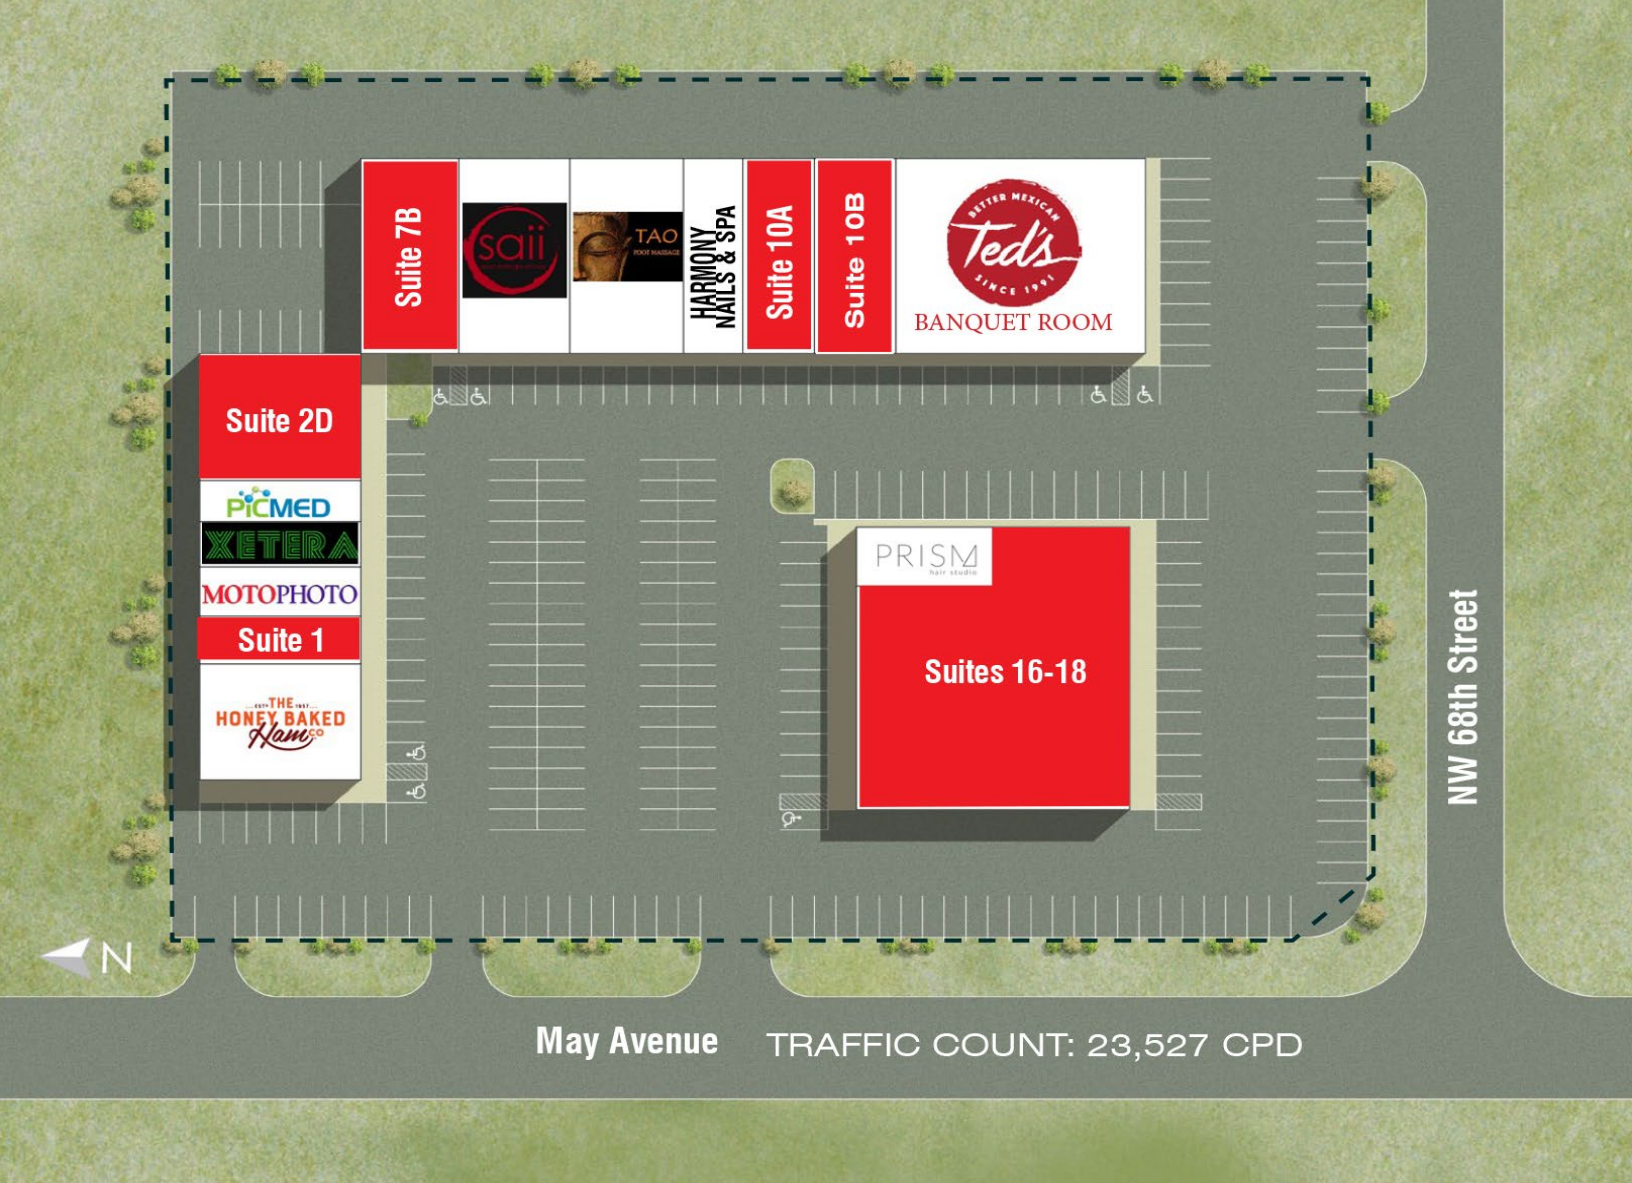 Suite 7B
saii
TAO
FOOT MASSAGE
HARMONY
NAILS & SPA
Suite 10A
Suite 10B
BETTER MEXICAN
Ted's
SINCE 1991
BANQUET ROOM
Suite 2D
PICMED
XETERA
MOTOPHOTO
Suite 1
ESTD THE 1957
HONEY BAKED
Ham CO
PRISM
hair studio
Suites 16-18
NW 68th Street
N
May Avenue TRAFFIC COUNT: 23,527 CPD